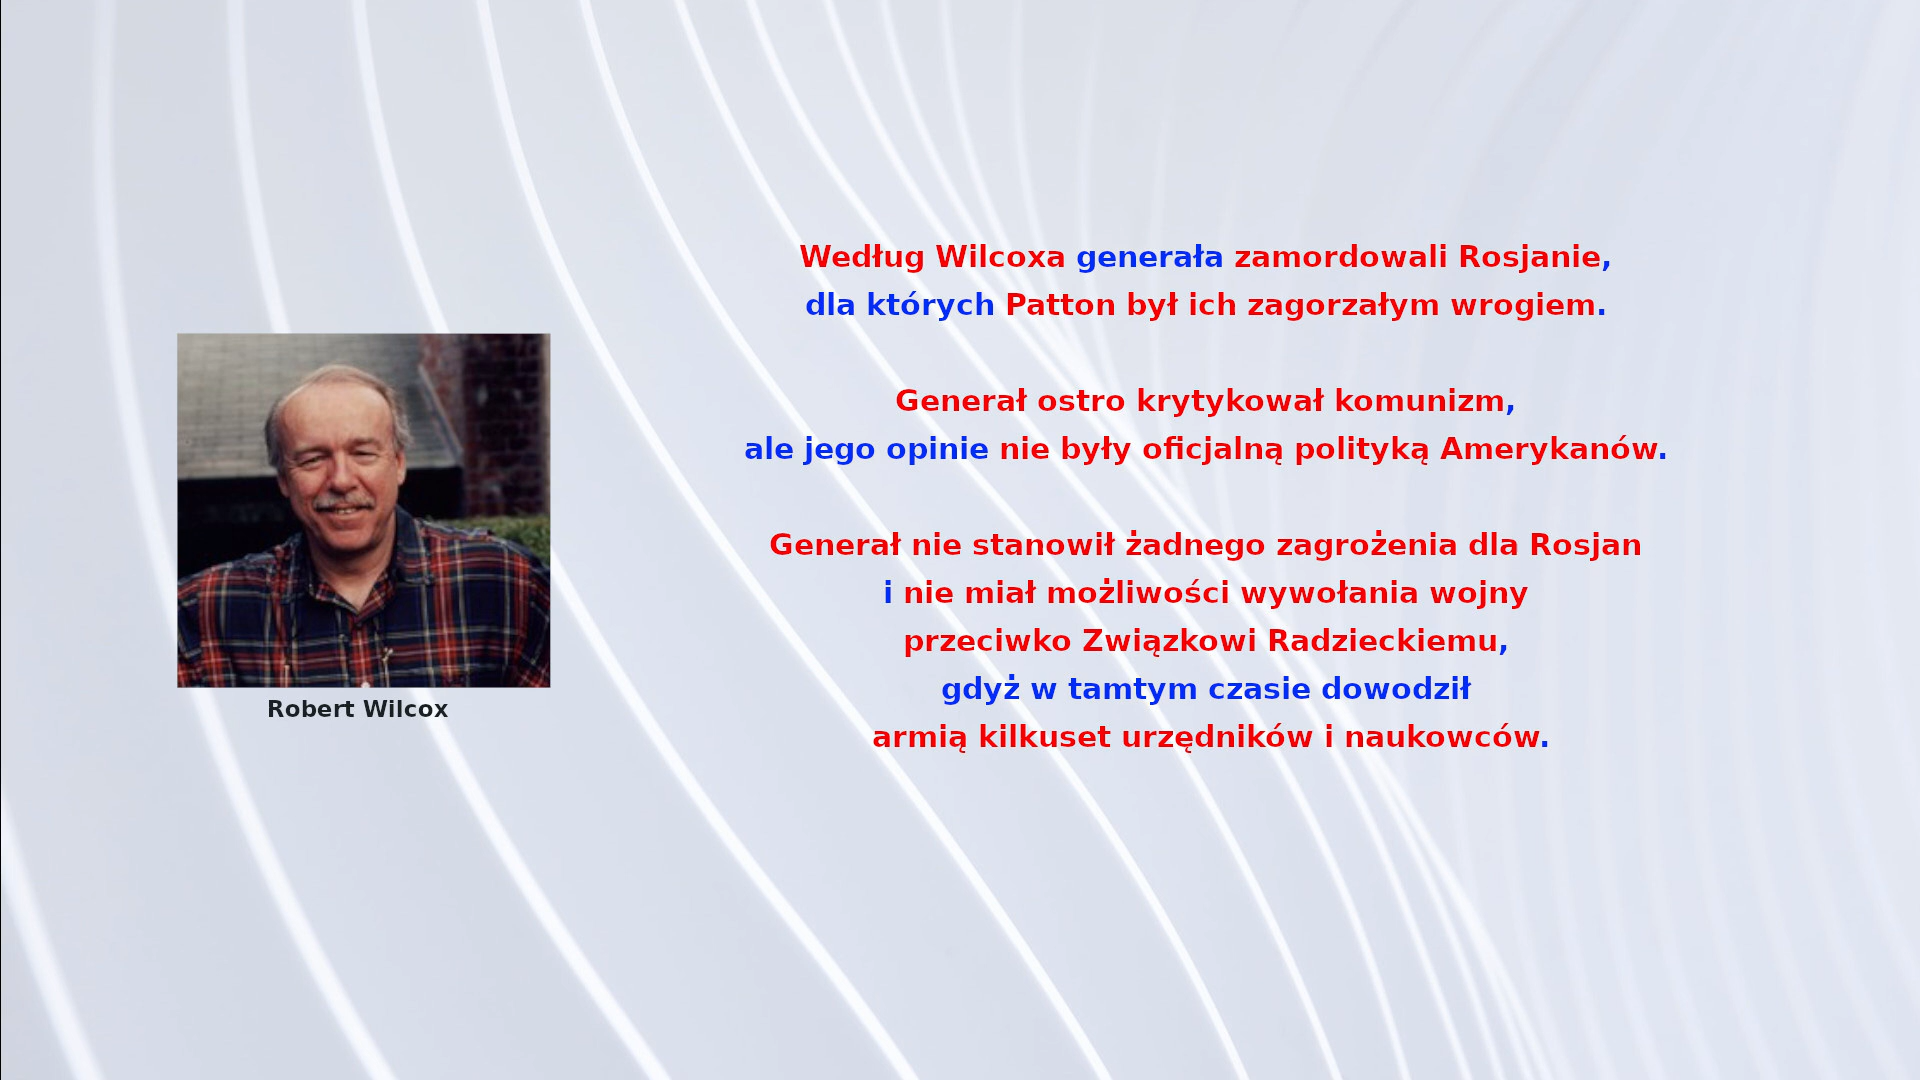 Według Wilcoxa generała zamordowali Rosjanie,
dla których Patton był ich zagorzałym wrogiem.
Generał ostro krytykował komunizm,
ale jego opinie nie były oficjalną polityką Amerykanów.
Generał nie stanowił żadnego zagrożenia dla Rosjan
i nie miał możliwości wywołania wojny
przeciwko Związkowi Radzieckiemu,
gdyż w tamtym czasie dowodził
armią kilkuset urzędników i naukowców.
Robert Wilcox